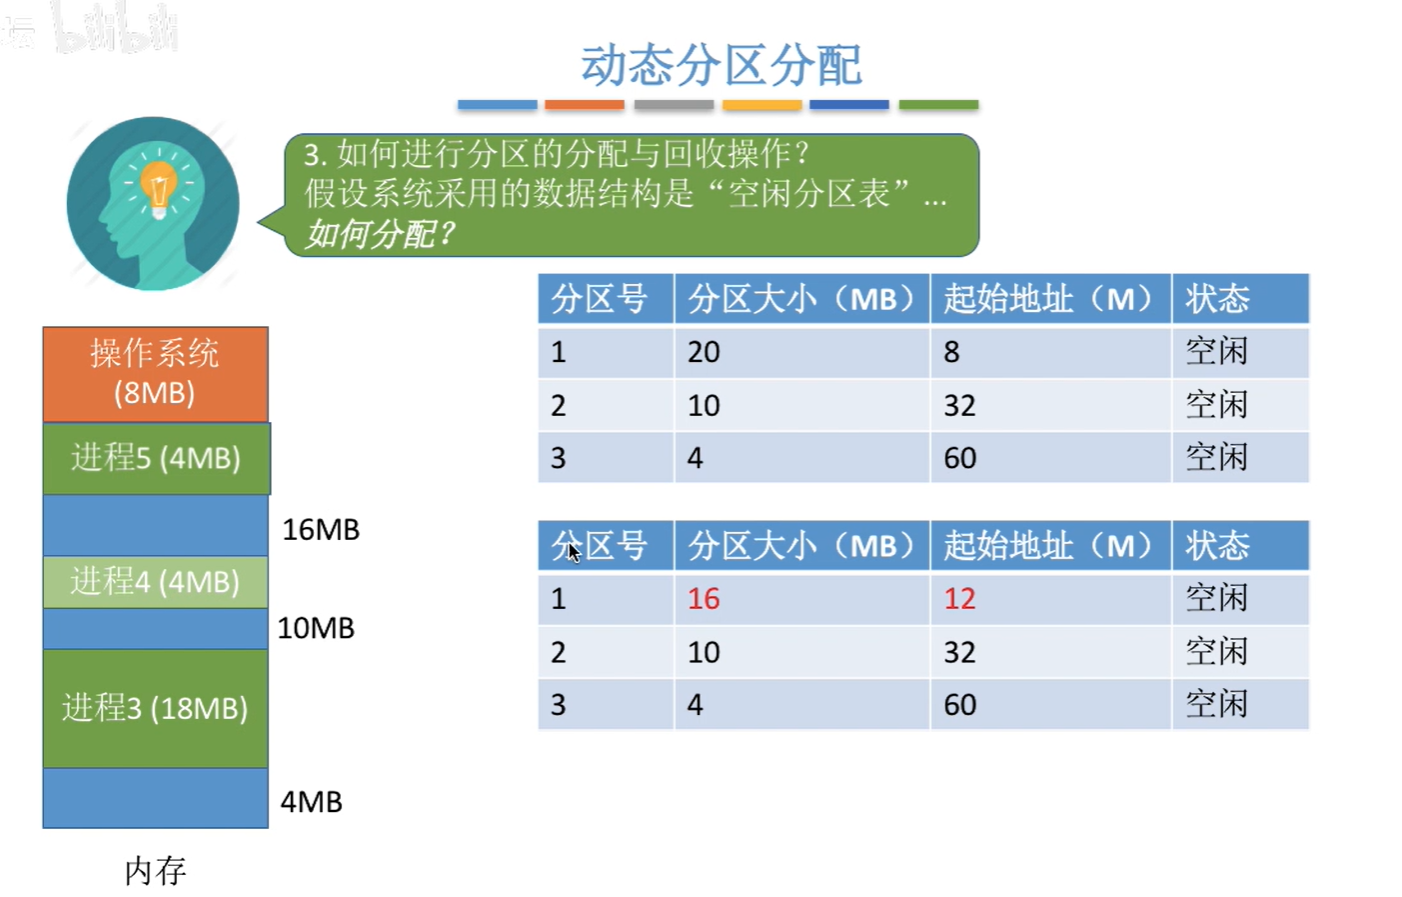 坛 bilibili
动态分区分配
3. 如何进行分区的分配与回收操作？
假设系统采用的数据结构是“空闲分区表”...
如何分配？
操作系统
(8MB)
进程5 (4MB)
16MB
进程4 (4MB)
10MB
进程3 (18MB)
4MB
内存
分区号 分区大小（MB） 起始地址（M） 状态
1 20 8 空闲
2 10 32 空闲
3 4 60 空闲
分区号 分区大小（MB） 起始地址（M） 状态
1 16 12 空闲
2 10 32 空闲
3 4 60 空闲